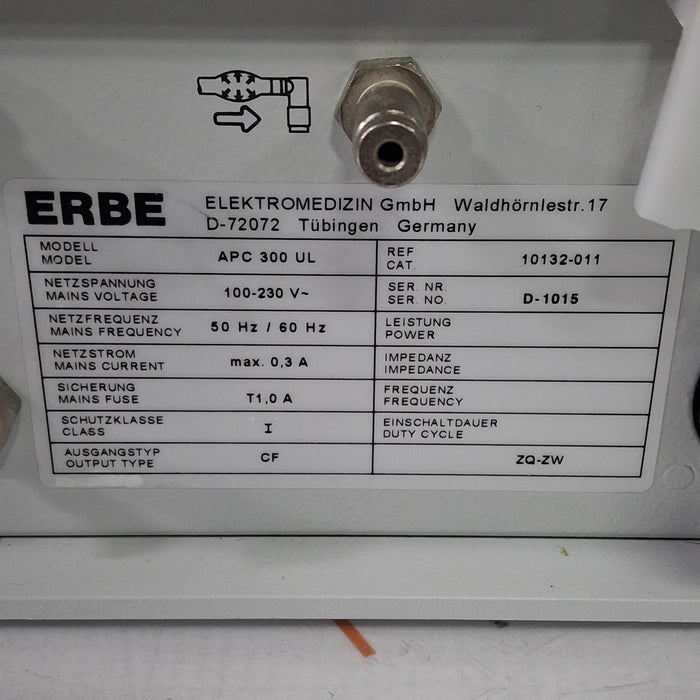 ERBE
ELEKTROMEDIZIN GmbH Waldhörnlestr.17
D-72072 Tübingen Germany
MODELL
MODEL
APC 300 UL
REF
CAT.
10132-011
NETZSPANNUNG
MAINS VOLTAGE
100-230 V~
SER. NR.
SER. NO.
D-1015
NETZFREQUENZ
MAINS FREQUENCY
50 Hz / 60 Hz
LEISTUNG
POWER
NETZSTROM
MAINS CURRENT
max. 0,3 A
IMPEDANZ
IMPEDANCE
SICHERUNG
MAINS FUSE
T1,0 A
FREQUENZ
FREQUENCY
SCHUTZKLASSE
CLASS
I
EINSCHALTDAUER
DUTY CYCLE
AUSGANGSTYP
OUTPUT TYPE
CF
ZQ-ZW